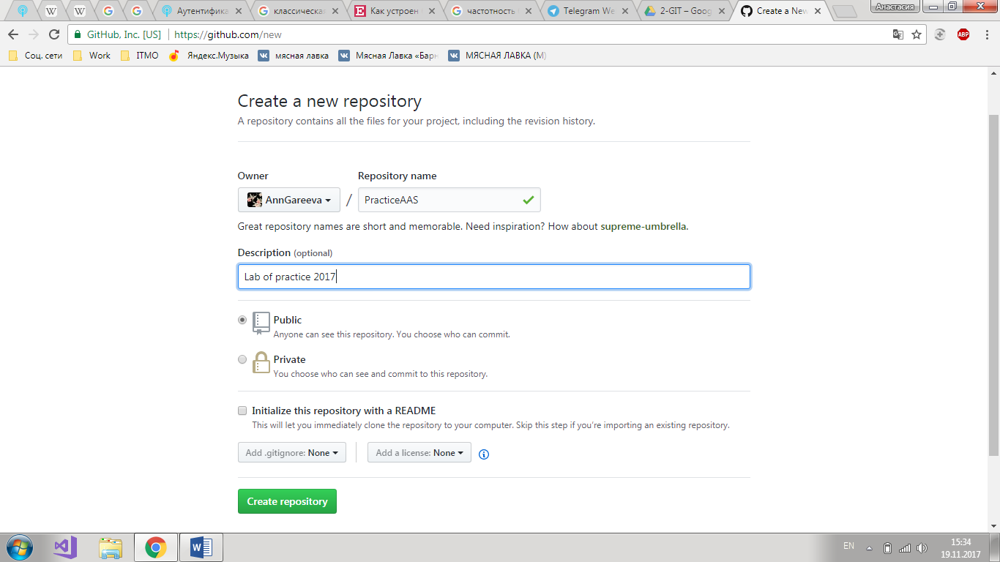 Аутентифика
классическая
Как устроен
частотность
Telegram We
2-GIT – Goog
Create a New
Анастасия
GitHub, Inc. [US] https://github.com/new
ABP
Соц. сети Work ITMO Яндекс.Музыка мясная лавка Мясная Лавка «Барн МЯСНАЯ ЛАВКА (М)
Create a new repository
A repository contains all the files for your project, including the revision history.
Owner Repository name
AnnGareeva / PracticeAAS
Great repository names are short and memorable. Need inspiration? How about supreme-umbrella.
Description (optional)
Lab of practice 2017
Public
Anyone can see this repository. You choose who can commit.
Private
You choose who can see and commit to this repository.
Initialize this repository with a README
This will let you immediately clone the repository to your computer. Skip this step if you’re importing an existing repository.
Add .gitignore: None Add a license: None
Create repository
EN 15:34
19.11.2017